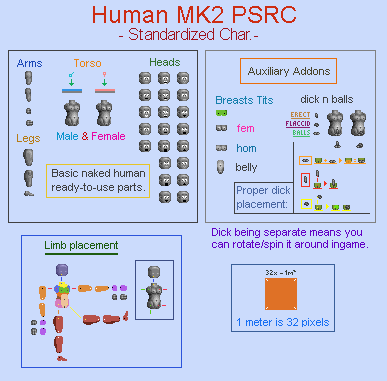 Human MK2 PSRC
- Standardized Char.-
Arms
Torso
Heads
Legs
Male & Female
Basic naked human
ready-to-use parts.
Auxiliary Addons
Breasts Tits
dick n balls
ERECT
FLACCID
BALLS
fem
hom
belly
Proper dick
placement:
Dick being separate means you
can rotate/spin it around ingame.
Limb placement
32x - 1m²
1 meter is 32 pixels